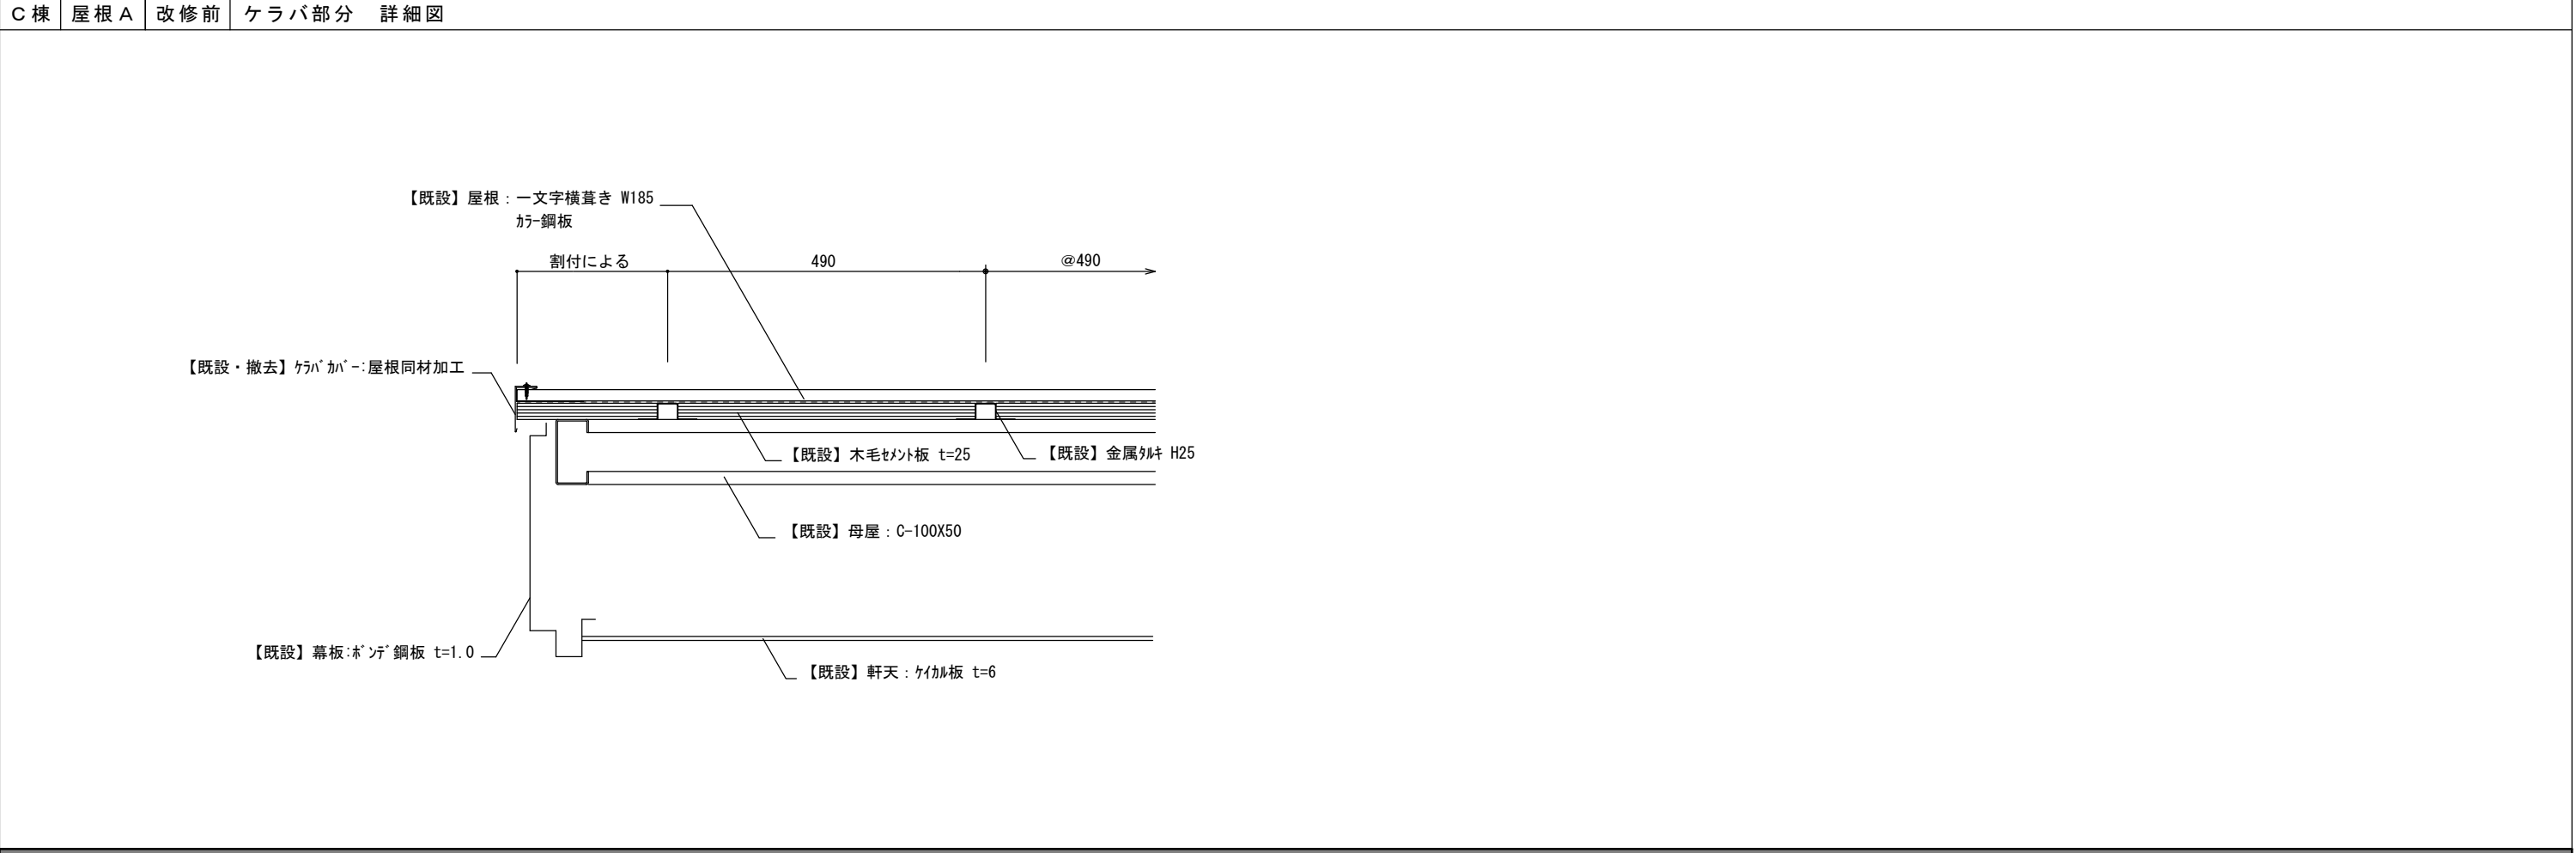 C棟 屋根A 改修前 ケラバ部分 詳細図
【既設】屋根：一文字横葺き W185
ｶﾗｰ鋼板
割付による 490 @490
【既設・撤去】ｹﾗﾊﾞｶﾊﾞｰ:屋根同材加工
【既設】木毛ｾﾒﾝﾄ板 t=25
【既設】金属ﾀﾙｷ H25
【既設】母屋：C-100X50
【既設】幕板:ﾎﾞﾝﾃﾞ鋼板 t=1.0
【既設】軒天：ｹｲｶﾙ板 t=6